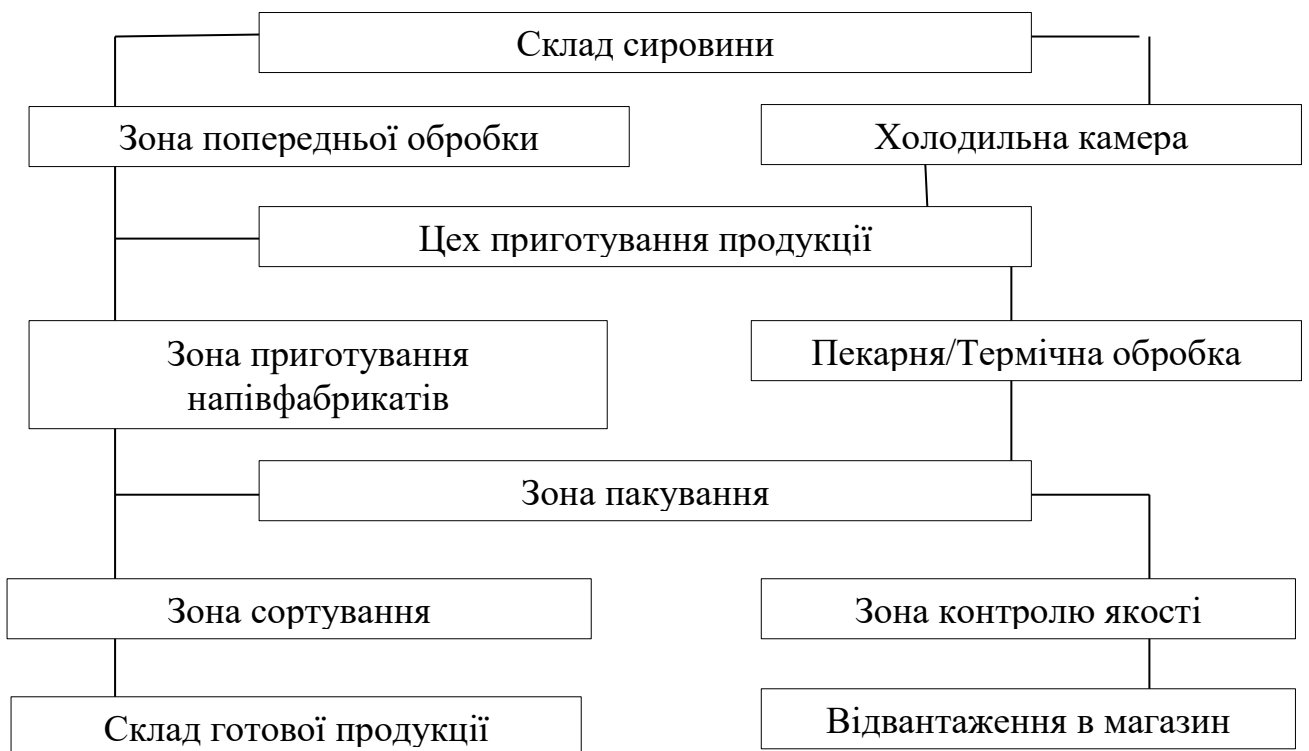 Склад сировини
Зона попередньої обробки
Холодильна камера
Цех приготування продукції
Зона приготування
напівфабрикатів
Пекарня/Термічна обробка
Зона пакування
Зона сортування
Зона контролю якості
Склад готової продукції
Відвантаження в магазин